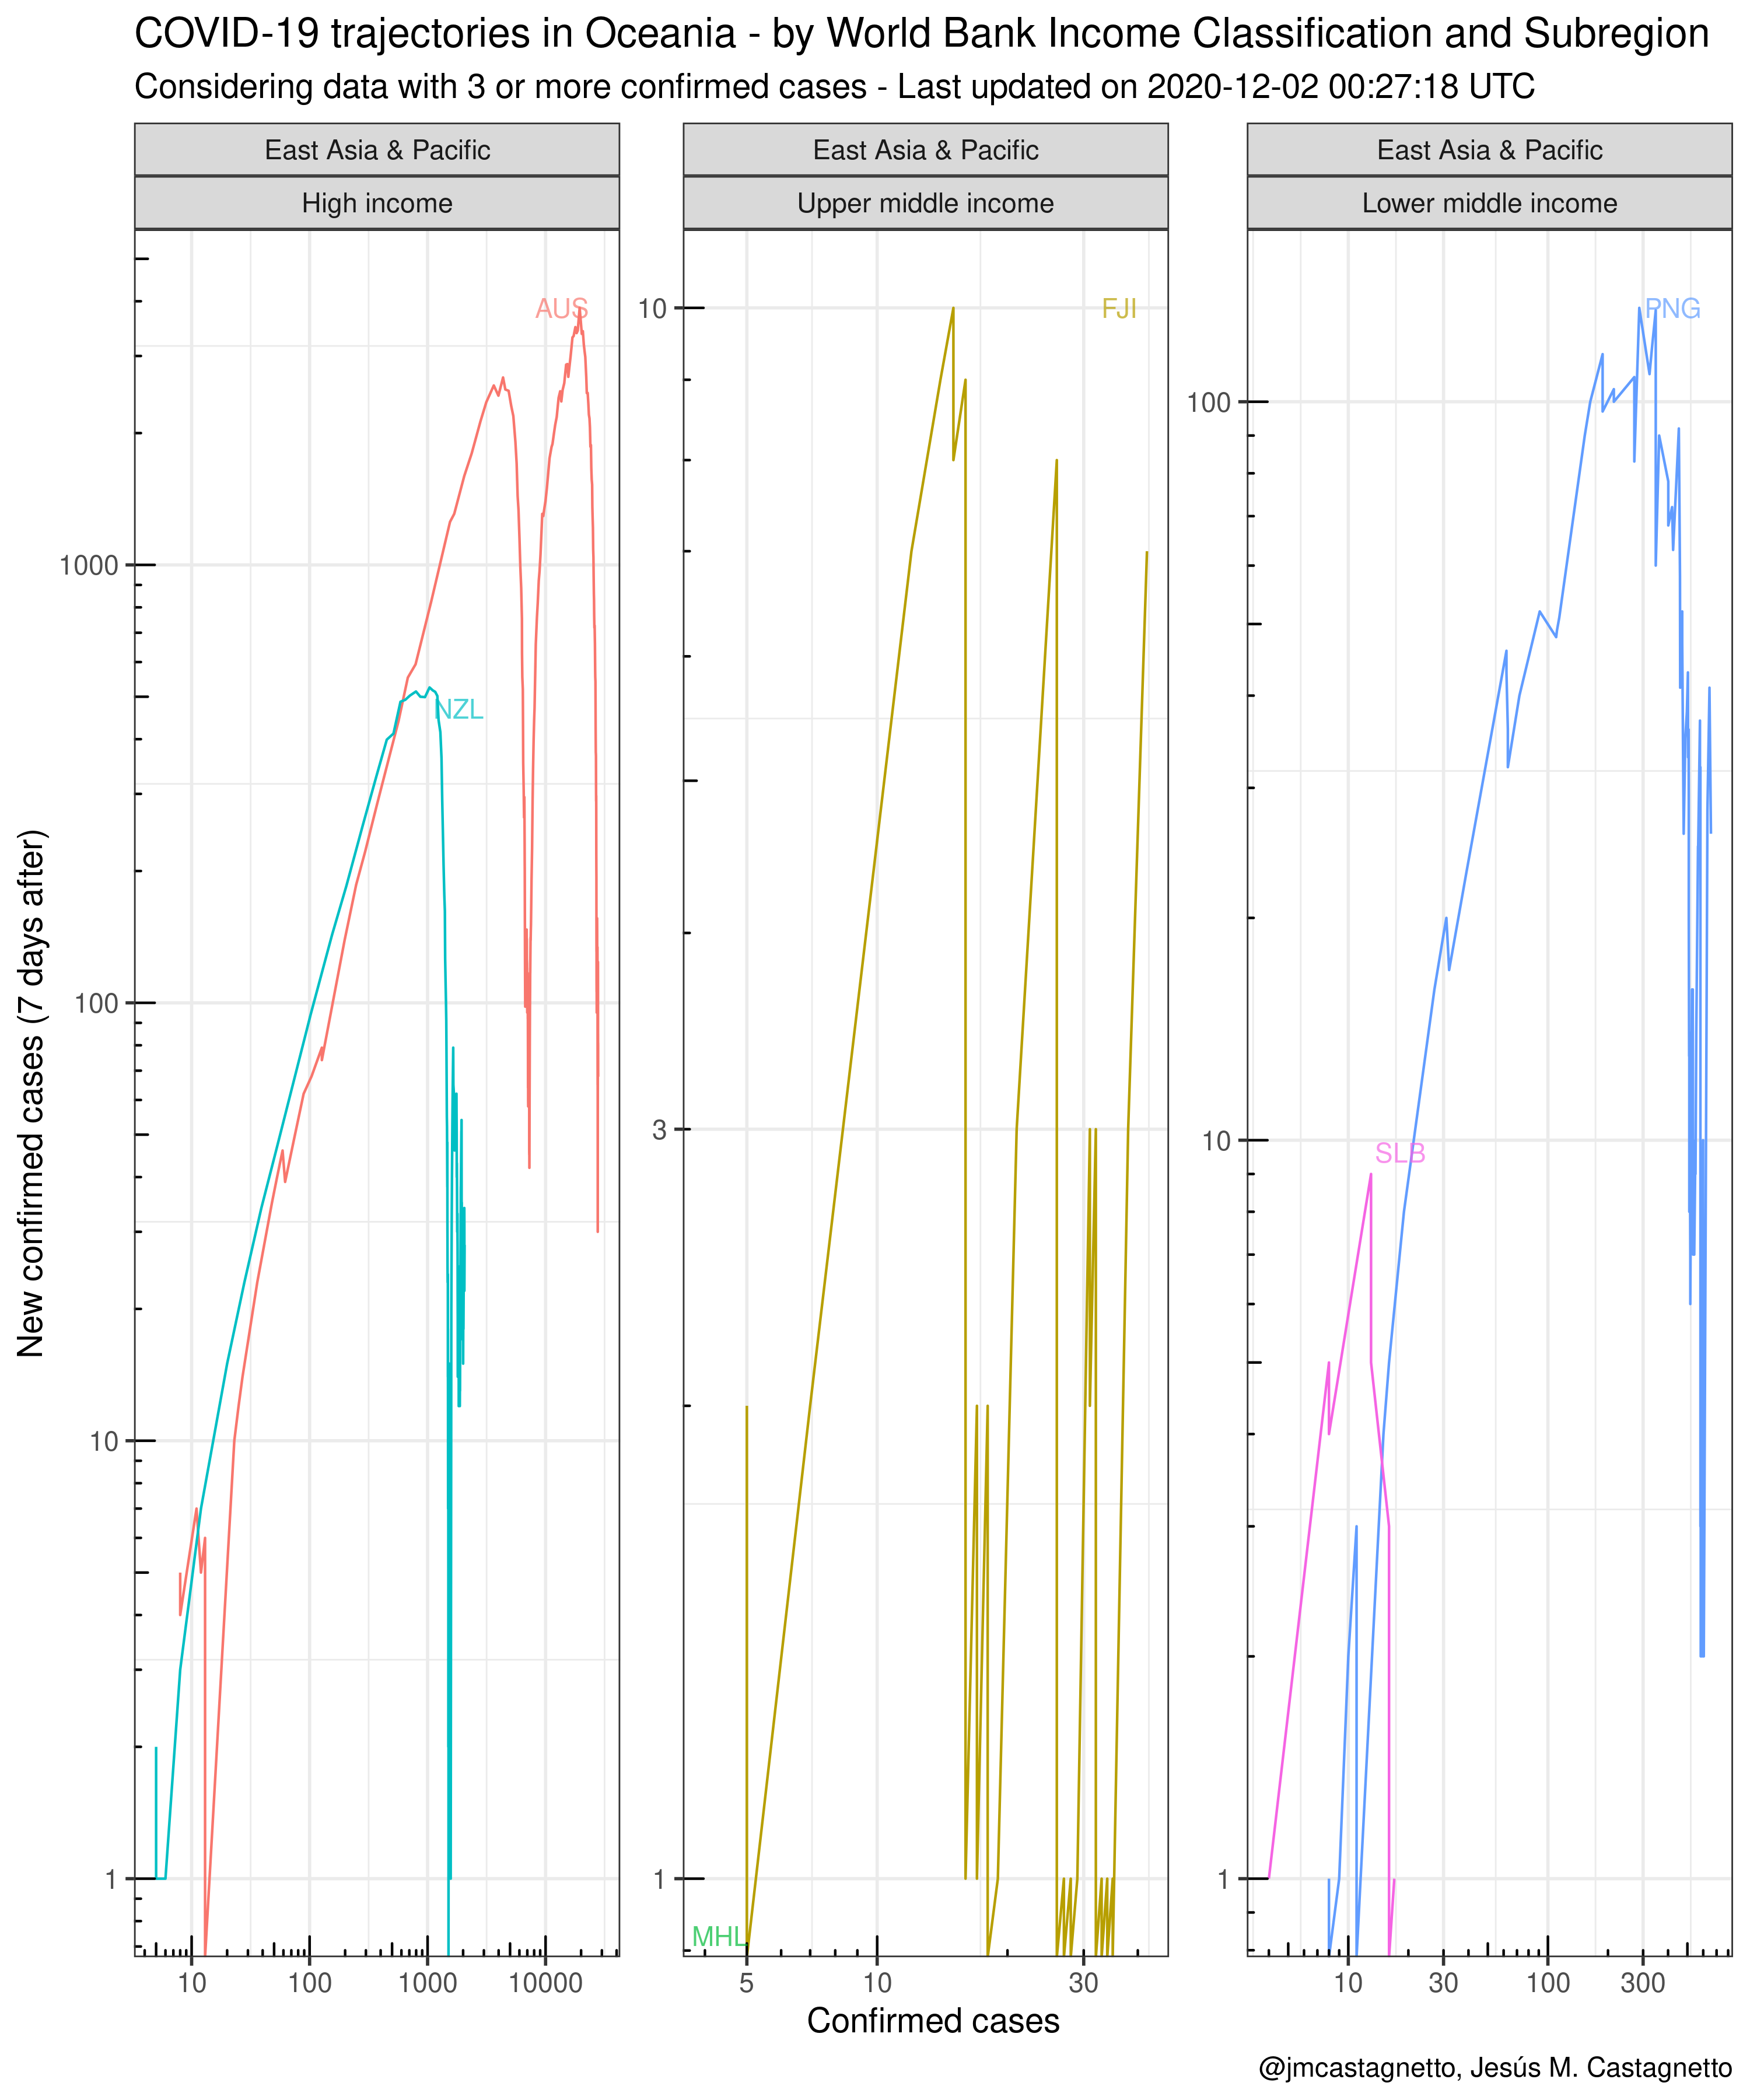 COVID-19 trajectories in Oceania - by World Bank Income Classification and Subregion
Considering data with 3 or more confirmed cases - Last updated on 2020-12-02 00:27:18 UTC
East Asia & Pacific
High income
East Asia & Pacific
Upper middle income
East Asia & Pacific
Lower middle income
New confirmed cases (7 days after)
1000
100
10
1
AUS
NZL
10 100 1000 10000
10
3
1
FJI
MHL
5 10 30
100
10
1
PNG
SLB
10 30 100 300
Confirmed cases
@jmcastagnetto, Jesús M. Castagnetto